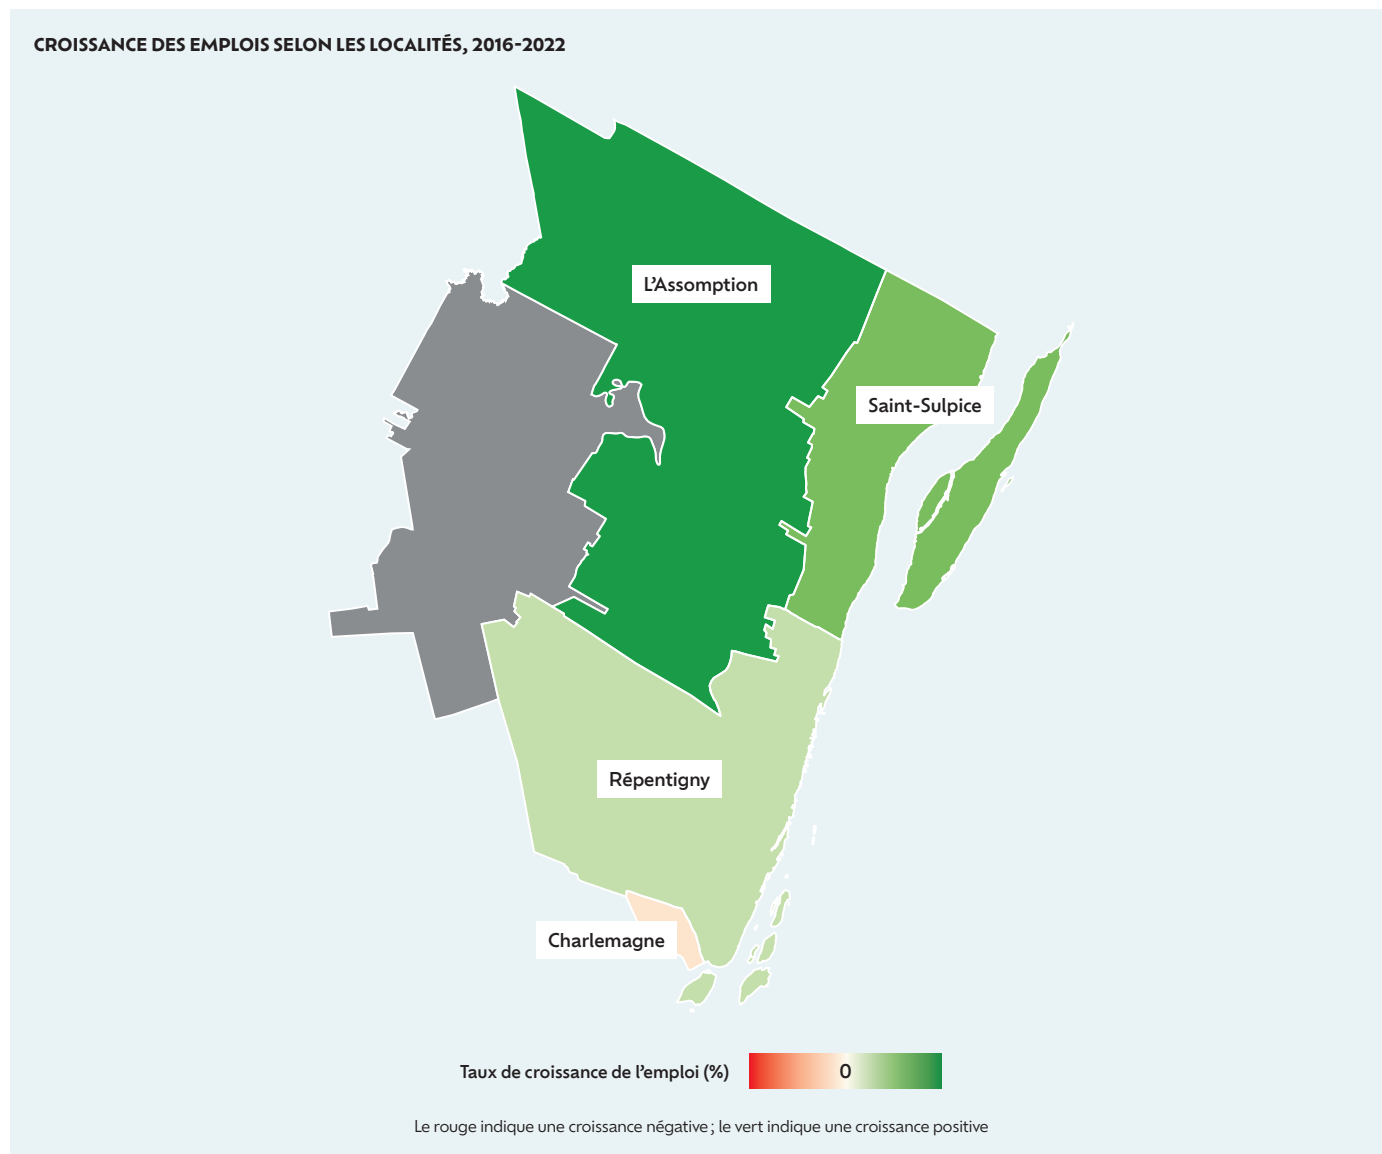 CROISSANCE DES EMPLOIS SELON LES LOCALITÉS, 2016-2022
L’Assomption
Saint-Sulpice
Répentigny
Charlemagne
Taux de croissance de l’emploi (%)
0
Le rouge indique une croissance négative ; le vert indique une croissance positive